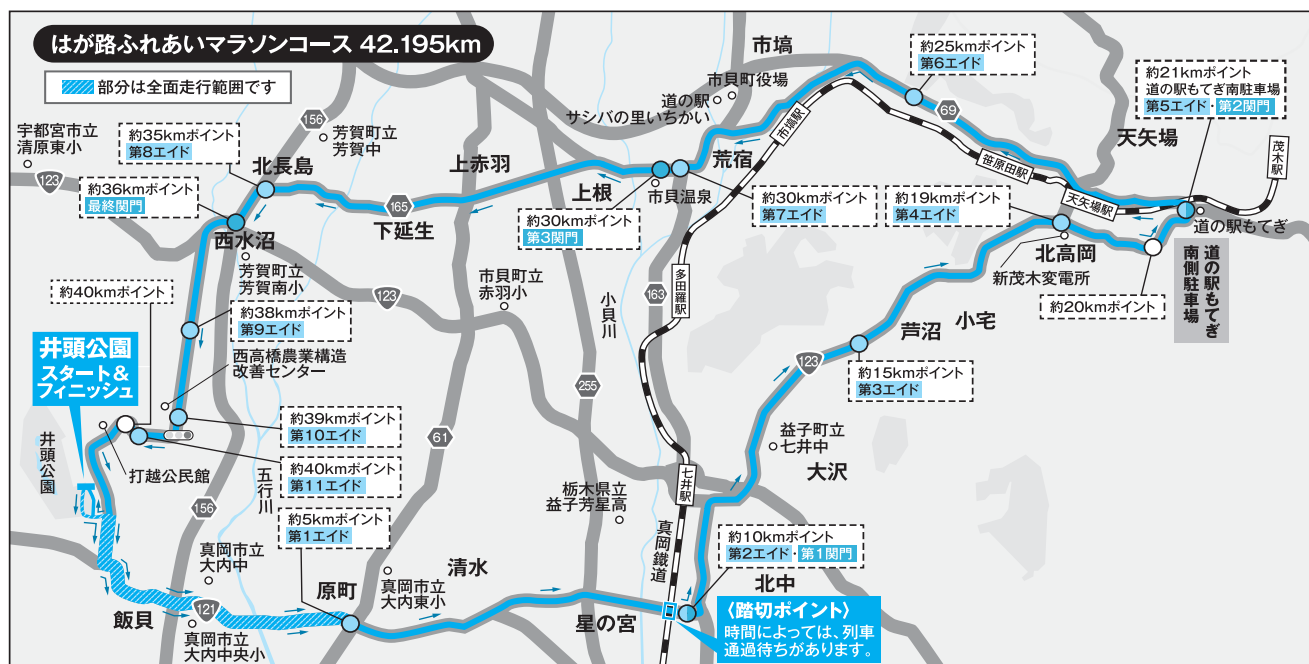 はが路ふれあいマラソンコース 42.195km
部分は全面走行範囲です
宇都宮市立
清原東小
123
約35kmポイント
第8エイド
156
芳賀町立
芳賀中
北長島
約36kmポイント
最終関門
西水沼
芳賀町立
芳賀南小
上赤羽
165
下延生
上根
約30kmポイント
第3関門
市貝温泉
荒宿
約30kmポイント
第7エイド
市塙
市貝町役場
道の駅
サシバの里いちかい
市塙駅
約25kmポイント
第6エイド
69
笹原田駅
天矢場
天矢場駅
約21kmポイント
道の駅もてぎ南駐車場
第5エイド・第2関門
茂木駅
道の駅もてぎ
道の駅もてぎ
南側駐車場
約19kmポイント
第4エイド
北高岡
新茂木変電所
約20kmポイント
小宅
芦沼
約15kmポイント
第3エイド
123
163
多田羅駅
小貝川
市貝町立
赤羽小
123
255
61
約40kmポイント
約38kmポイント
第9エイド
西高橋農業構造
改善センター
井頭公園
スタート&
フィニッシュ
井頭公園
打越公民館
約39kmポイント
第10エイド
約40kmポイント
第11エイド
五行川
156
約5kmポイント
第1エイド
真岡市立
大内中
121
飯貝
真岡市立
大内中央小
原町
真岡市立
大内東小
清水
栃木県立
益子芳星高
星の宮
真岡鐵道
七井駅
益子町立
七井中
大沢
約10kmポイント
第2エイド・第1関門
北中
〈踏切ポイント〉
時間によっては、列車
通過待ちがあります。